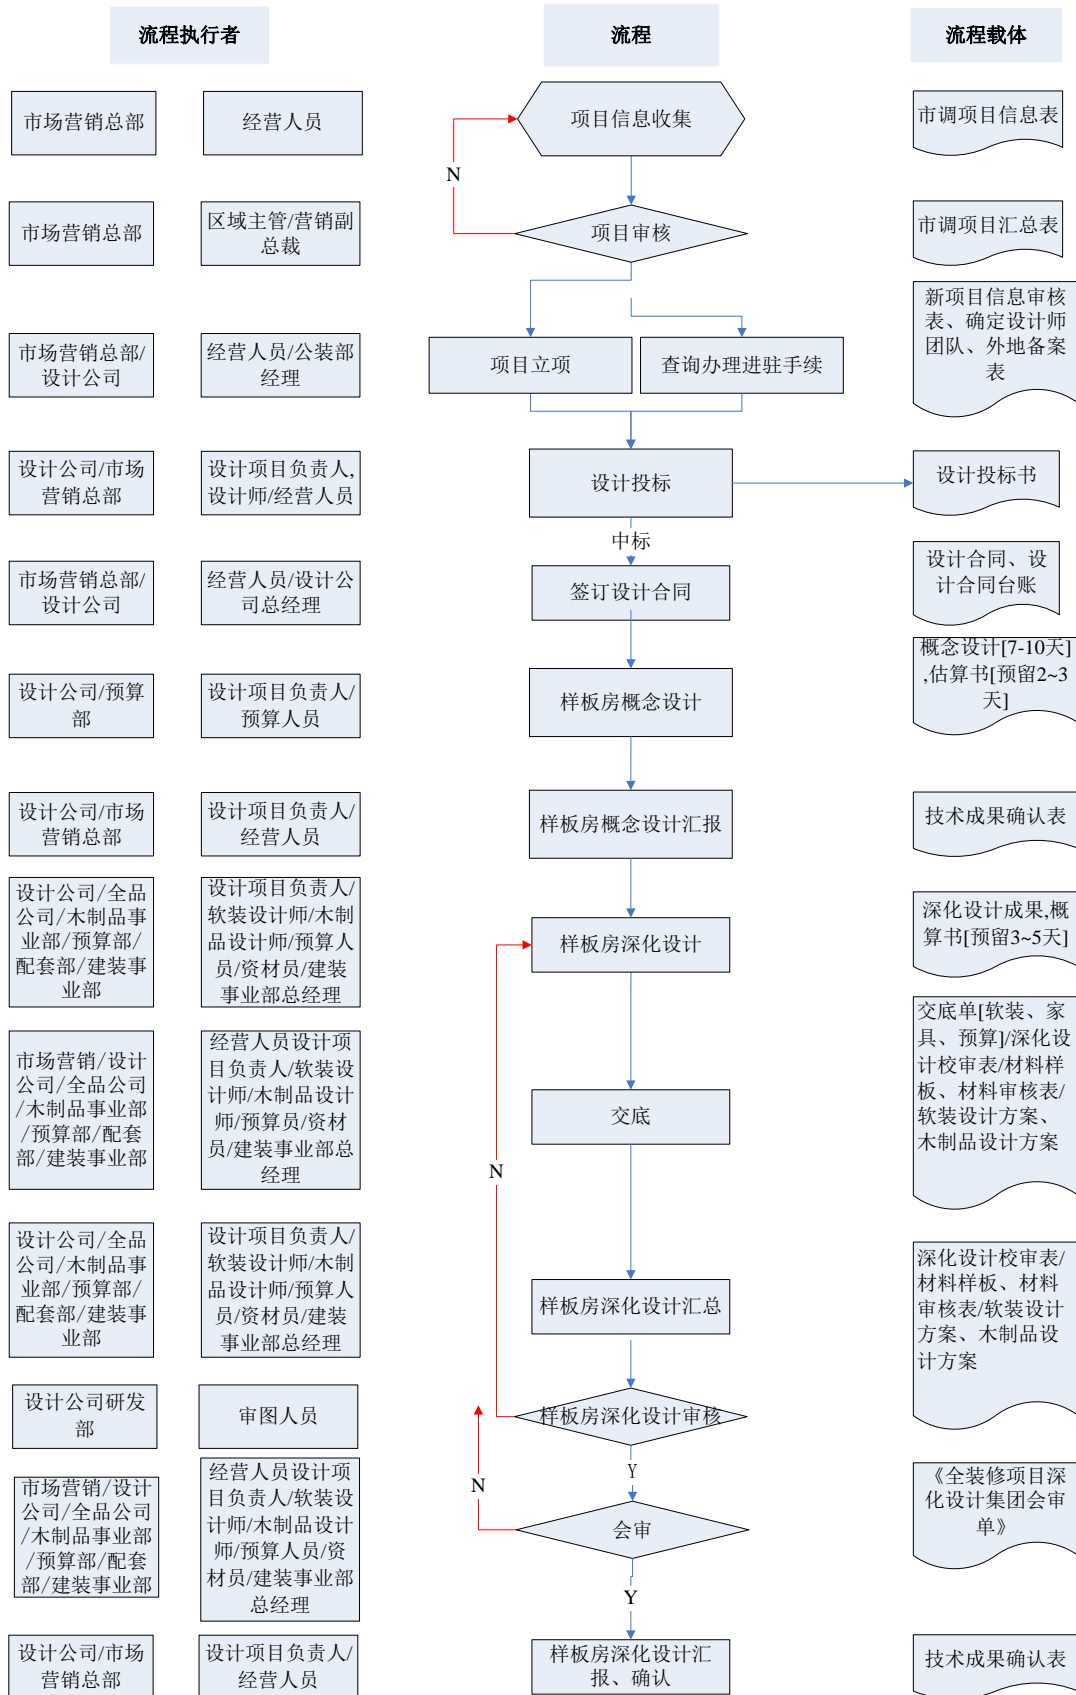 流程执行者
流程
流程载体
市场营销总部
经营人员
项目信息收集
市调项目信息表
N
市场营销总部
区域主管/营销副
总裁
项目审核
市调项目汇总表
市场营销总部/
设计公司
经营人员/公装部
经理
项目立项
查询办理进驻手续
新项目信息审核
表、确定设计师
团队、外地备案
表
设计公司/市场
营销总部
设计项目负责人,
设计师/经营人员
设计投标
设计投标书
中标
市场营销总部/
设计公司
经营人员/设计公
司总经理
签订设计合同
设计合同、设
计合同台账
设计公司/预算
部
设计项目负责人/
预算人员
样板房概念设计
概念设计[7-10天]
,估算书[预留2~3
天]
设计公司/市场
营销总部
设计项目负责人/
经营人员
样板房概念设计汇报
技术成果确认表
设计公司/全品
公司/木制品事
业部/预算部/
配套部/建装事
业部
设计项目负责人/
软装设计师/木制
品设计师/预算人
员/资材员/建装
事业部总经理
样板房深化设计
深化设计成果,概
算书[预留3~5天]
市场营销/设计
公司/全品公司
/木制品事业部
/预算部/配套
部/建装事业部
经营人员设计项
目负责人/软装设
计师/木制品设计
师/预算员/资材
员/建装事业部总
经理
交底
交底单[软装、家
具、预算]/深化设
计校审表/材料样
板、材料审核表/
软装设计方案、
木制品设计方案
N
设计公司/全品
公司/木制品事
业部/预算部/
配套部/建装事
业部
设计项目负责人/
软装设计师/木制
品设计师/预算人
员/资材员/建装
事业部总经理
样板房深化设计汇总
深化设计校审表/
材料样板、材料
审核表/软装设计
方案、木制品设
计方案
设计公司研发
部
审图人员
样板房深化设计审核
Y
N
市场营销/设计
公司/全品公司
/木制品事业部
/预算部/配套
部/建装事业部
经营人员设计项
目负责人/软装设
计师/木制品设计
师/预算人员/资
材员/建装事业部
总经理
会审
《全装修项目深
化设计集团会审
单》
Y
设计公司/市场
营销总部
设计项目负责人/
经营人员
样板房深化设计汇
报、确认
技术成果确认表